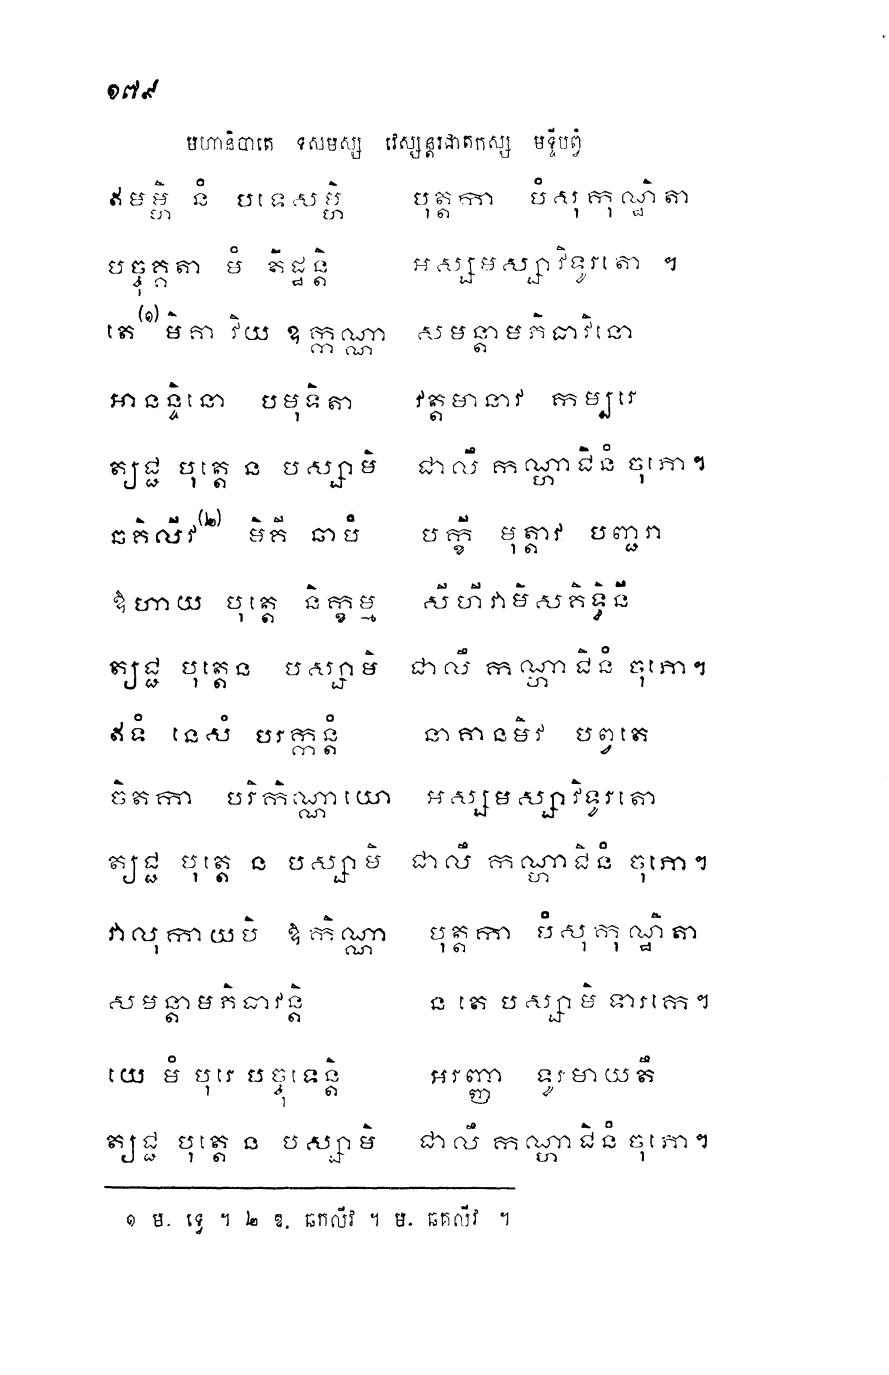 ១៧៩
មហានិបាតេ ទសមស្ស វេស្សន្តរជាតកស្ស មទ្ទីបព្វំ
ឥមម្ហិ នំ បទេសម្ហិ បុត្តកា បំសុកុណ្ឋិតា
បច្ចុគ្គតា មំ តិដ្ឋន្តិ អស្សមស្សាវិទូរតោ ។
តេ(១)មិគា វិយ ឧក្កណ្ណា សមន្តាមភិធាវិនោ
អានន្ទិនោ បមុទិតា វត្តមានាវ កម្បរេ
ត្យជ្ជ បុត្តេ ន បស្សាមិ ជាលឹ កណ្ហាជិនំ ចុភោ។
ឆគិលីវ(២) មិគី ឆាបំ បក្ខី មុត្តាវ បញ្ជរា
ឱហាយ បុត្តេ និក្ខម្ម សីហីវាមិសគិទ្ធិនី
ត្យជ្ជ បុត្តេន បស្សាមិ ជាលឹ កណ្ហាជិនំ ចុភោ។
ឥទំ នេសំ បរក្កន្តំ នាគានមិវ បព្វតេ
ចិតកា បរិកិណ្ណាយោ អស្សមស្សាវិទូរតោ
ត្យជ្ជ បុត្តេ ន បស្សាមិ ជាលឹ កណ្ហាជិនំ ចុភោ។
វាលុកាយបិ ឱកិណ្ណា បុត្តកា បំសុកុណ្ឋិតា
សមន្តាមភិធាវន្តិ ន តេ បស្សាមិ ទារកេ។
យេ មំ បុរេ បច្ចុទេន្តិ អរញ្ញា ទូរមាយតឹ
ត្យជ្ជ បុត្តេ ន បស្សាមិ ជាលឹ កណ្ហាជិនំ ចុភោ។
១ ម. ទ្វេ ។ ២ ឱ. ឆកលីវ ។ ម. ឆគលីវ ។